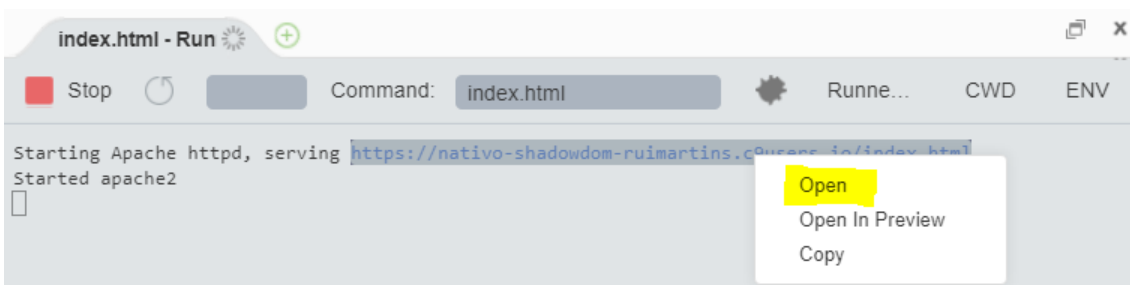 index.html - Run
Stop Command: index.html Runne... CWD ENV
Starting Apache httpd, serving https://nativo-shadowdom-ruimartins.c9users.io/index.html
Started apache2
Open
Open In Preview
Copy